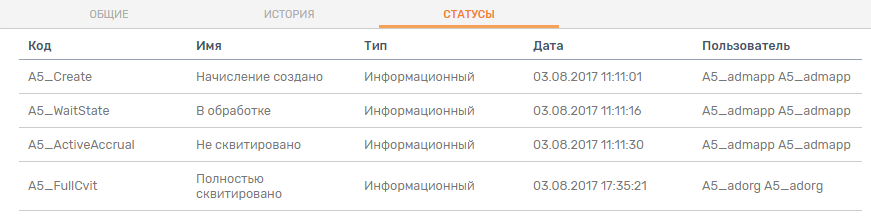 ОБЩИЕ ИСТОРИЯ СТАТУСЫ
Код Имя Тип Дата Пользователь
A5_Create Начисление создано Информационный 03.08.2017 11:11:01 A5_admapp A5_admapp
A5_WaitState В обработке Информационный 03.08.2017 11:11:16 A5_admapp A5_admapp
A5_ActiveAccrual Не сквитировано Информационный 03.08.2017 11:11:30 A5_admapp A5_admapp
A5_FullCvit Полностью сквитировано Информационный 03.08.2017 17:35:21 A5_adorg A5_adorg